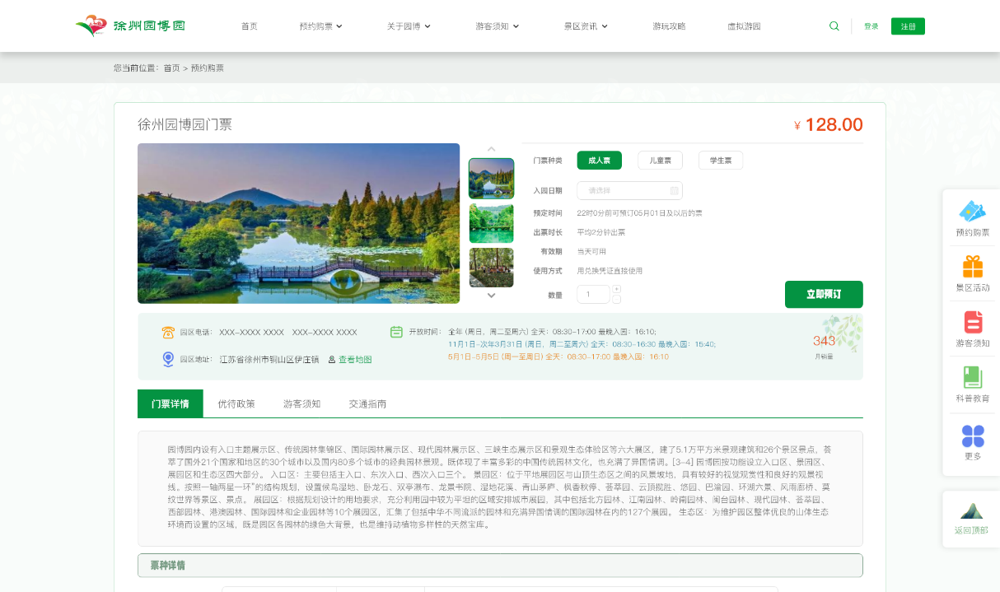 徐州园博园
首页
预约购票
关于园博
游客须知
景区资讯
游玩攻略
虚拟游园
登录
注册
您当前位置：首页 > 预约购票
徐州园博园门票
¥ 128.00
门票种类 成人票 儿童票 学生票
入园日期 请选择
预定时间 22时0分前可预订05月01日及以后的票
出票时长 平均2分钟出票
有效期 当天可用
使用方式 用兑换凭证直接使用
数量 1
立即预订
园区电话： XXX-XXXX XXXX XXX-XXXX XXXX
园区地址： 江苏省徐州市铜山区伊庄镇 查看地图
开放时间： 全年 (周日，周二至周六) 全天：08:30-17:00 最晚入园：16:10;
11月1日-次年3月31日 (周日，周二至周六) 全天：08:30-16:30 最晚入园：15:40;
5月1日-5月5日 (周一至周日) 全天：08:30-17:00 最晚入园：16:10
343
月销量
门票详情
优待政策
游客须知
交通指南
园博园内设有入口主题展示区、传统园林集锦区、国际园林展示区、现代园林展示区、三峡生态展示区和景观生态体验区等六大展区，建了5.1万平方米景观建筑和26个景区景点，荟
萃了国外21个国家和地区的30个城市以及国内80多个城市的经典园林景观。既体现了丰富多彩的中国传统园林文化，也充满了异国情调。[3-4] 园博园按功能设立入口区、景园区、
展园区和生态区四大部分。 入口区：主要包括主入口、东次入口、西次入口三个。 景园区：位于平地展园区与山顶生态区之间的风景坡地，具有较好的视觉观赏性和良好的观景视
线。按照一轴两星一环"的结构规划，设置候鸟湿地、卧龙石、双亭瀑布、龙景书院、湿地花溪、青山茅庐、枫香秋停、荟萃园、云顶揽胜、悠园、巴渝园、环湖六景、风雨廊桥、莫
纹世界等景区、景点。 展园区：根据规划设计的用地要求，充分利用园中较为平坦的区域安排城市展园，其中包括北方园林、江南园林、岭南园林、闽台园林、现代园林、荟萃园、
西部园林、港澳园林、国际园林和企业园林等10个展园区，汇集了包括中华不同流派的园林和充满异国情调的国际园林在内的127个展园。 生态区：为维护园区整体优良的山体生态
环境而设置的区域，既是园区各园林的绿色大背景，也是维持动植物多样性的天然宝库。
票种详情
预约购票
景区活动
游客须知
科普教育
更多
返回顶部